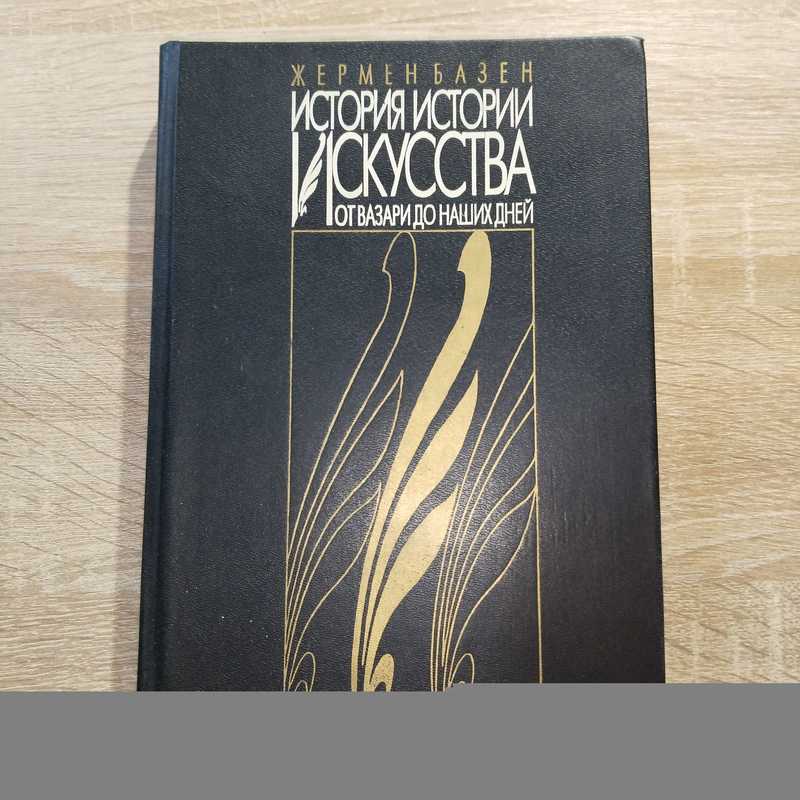 ЖЕРМЕН БАЗЕН
ИСТОРИЯ ИСТОРИИ
ИСКУССТВА
ОТ ВАЗАРИ ДО НАШИХ ДНЕЙ